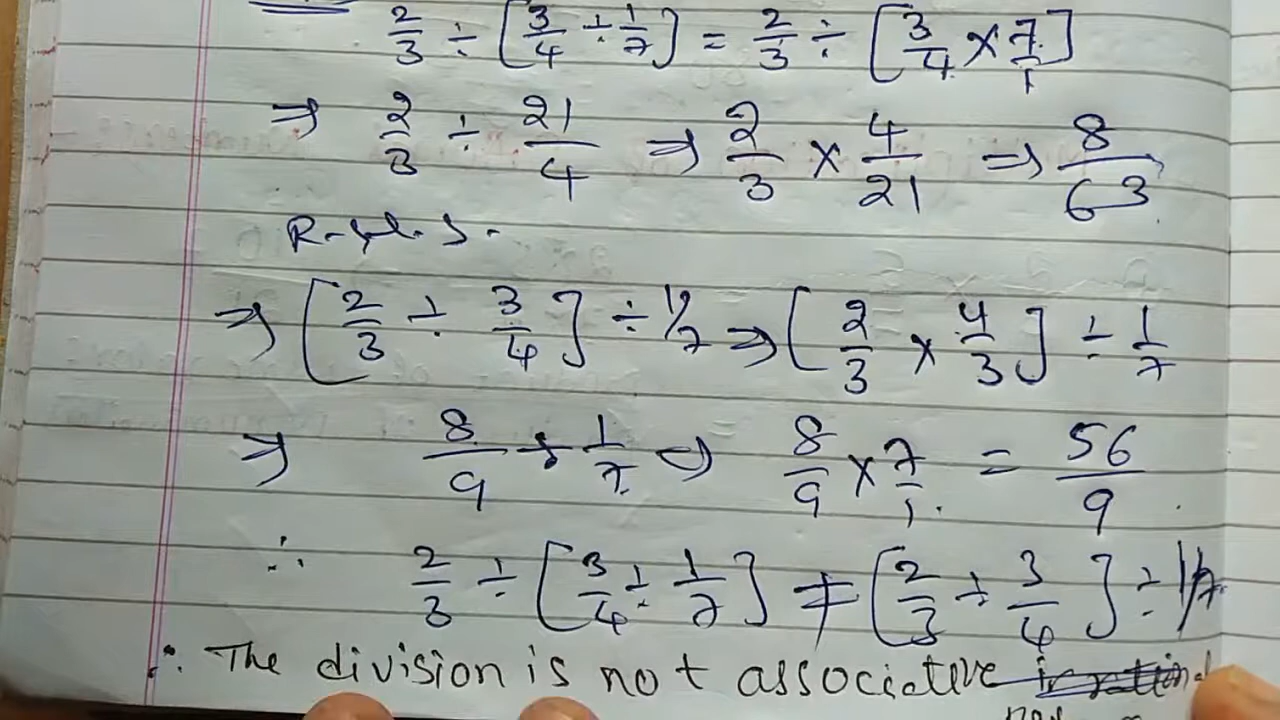 2/3 ÷ [3/4 ÷ 1/7] = 2/3 ÷ [3/4 × 7/1]
⇒ 2/3 ÷ 21/4 ⇒ 2/3 × 4/21 ⇒ 8/63
R.H.S.
⇒ [2/3 ÷ 3/4] ÷ 1/7 ⇒ [2/3 × 4/3] ÷ 1/7
⇒ 8/9 ÷ 1/7 ⇒ 8/9 × 7/1 = 56/9
∴ 2/3 ÷ [3/4 ÷ 1/7] ≠ [2/3 ÷ 3/4] ÷ 1/7
∴ The division is not associative